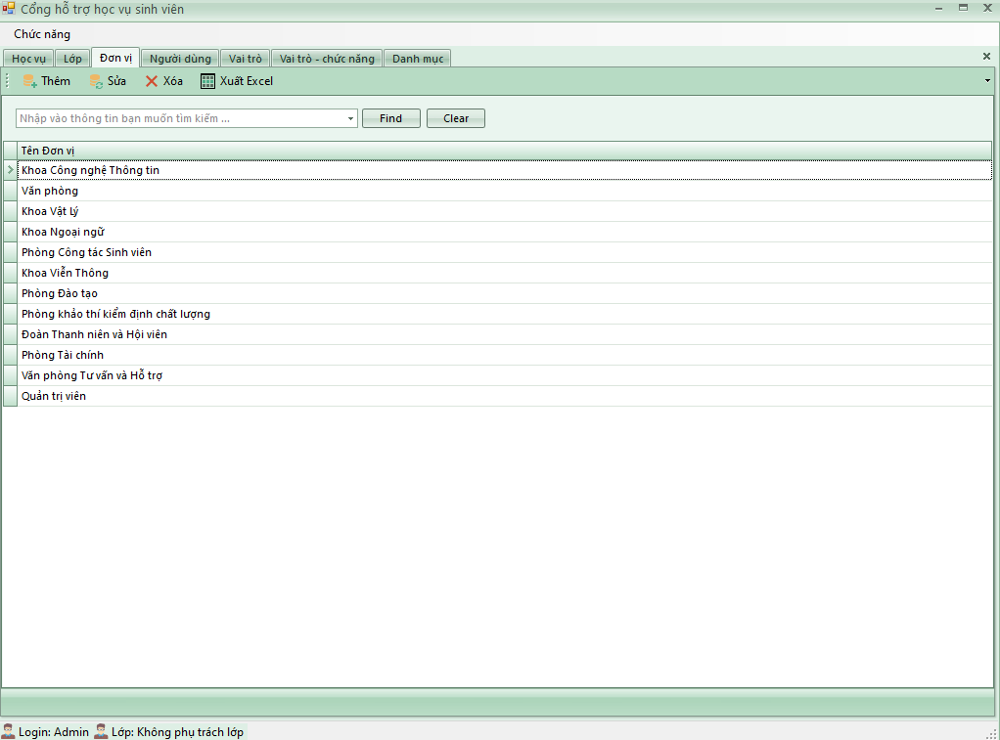 Cổng hỗ trợ học vụ sinh viên
Chức năng
Học vụ Lớp Đơn vị Người dùng Vai trò Vai trò - chức năng Danh mục
Thêm Sửa Xóa Xuất Excel
Nhập vào thông tin bạn muốn tìm kiếm ... Find Clear
Tên Đơn vị
Khoa Công nghệ Thông tin
Văn phòng
Khoa Vật Lý
Khoa Ngoại ngữ
Phòng Công tác Sinh viên
Khoa Viễn Thông
Phòng Đào tạo
Phòng khảo thí kiểm định chất lượng
Đoàn Thanh niên và Hội viên
Phòng Tài chính
Văn phòng Tư vấn và Hỗ trợ
Quản trị viên
Login: Admin Lớp: Không phụ trách lớp